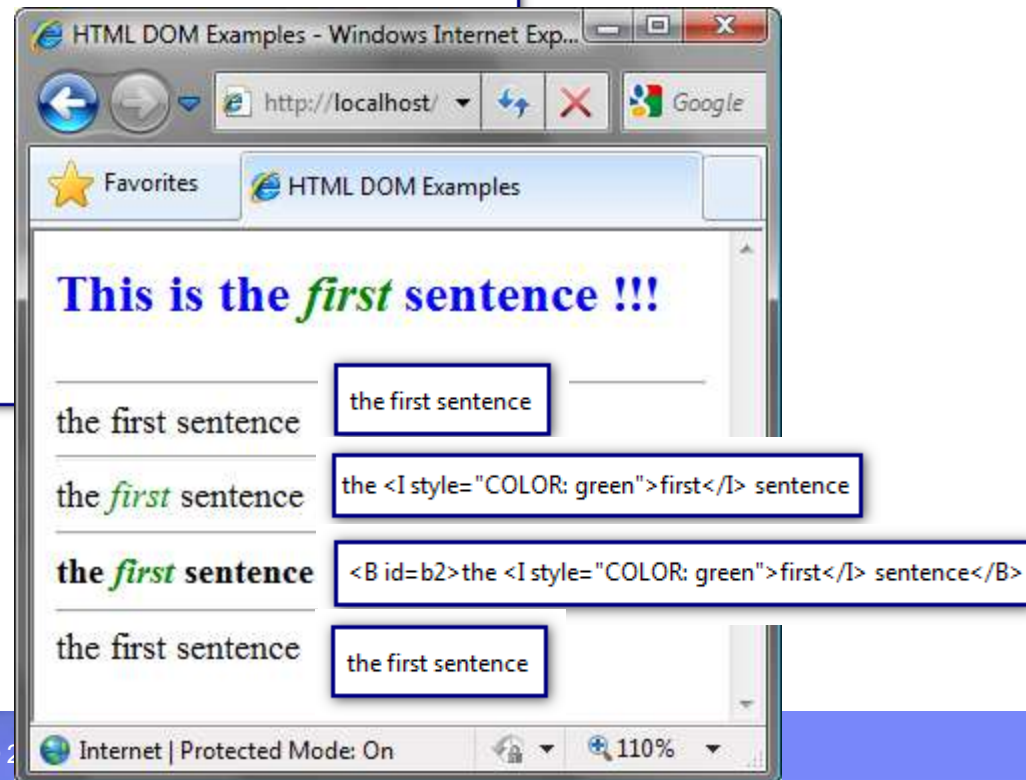 HTML DOM Examples - Windows Internet Exp...
http://localhost/
Google
Favorites
HTML DOM Examples
This is the first sentence !!!
the first sentence
the first sentence
the first sentence
the <I style="COLOR: green">first</I> sentence
the first sentence
<B id=b2>the <I style="COLOR: green">first</I> sentence</B>
the first sentence
the first sentence
2
Internet | Protected Mode: On
110%